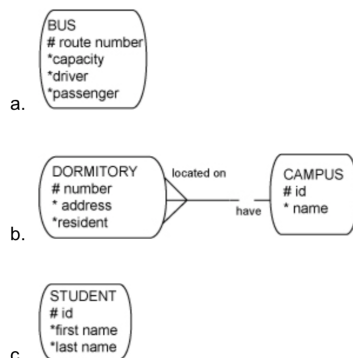 BUS
# route number
*capacity
*driver
*passenger
a.
DORMITORY
# number
* address
*resident
located on
have
CAMPUS
# id
* name
b.
STUDENT
# id
*first name
*last name
c.